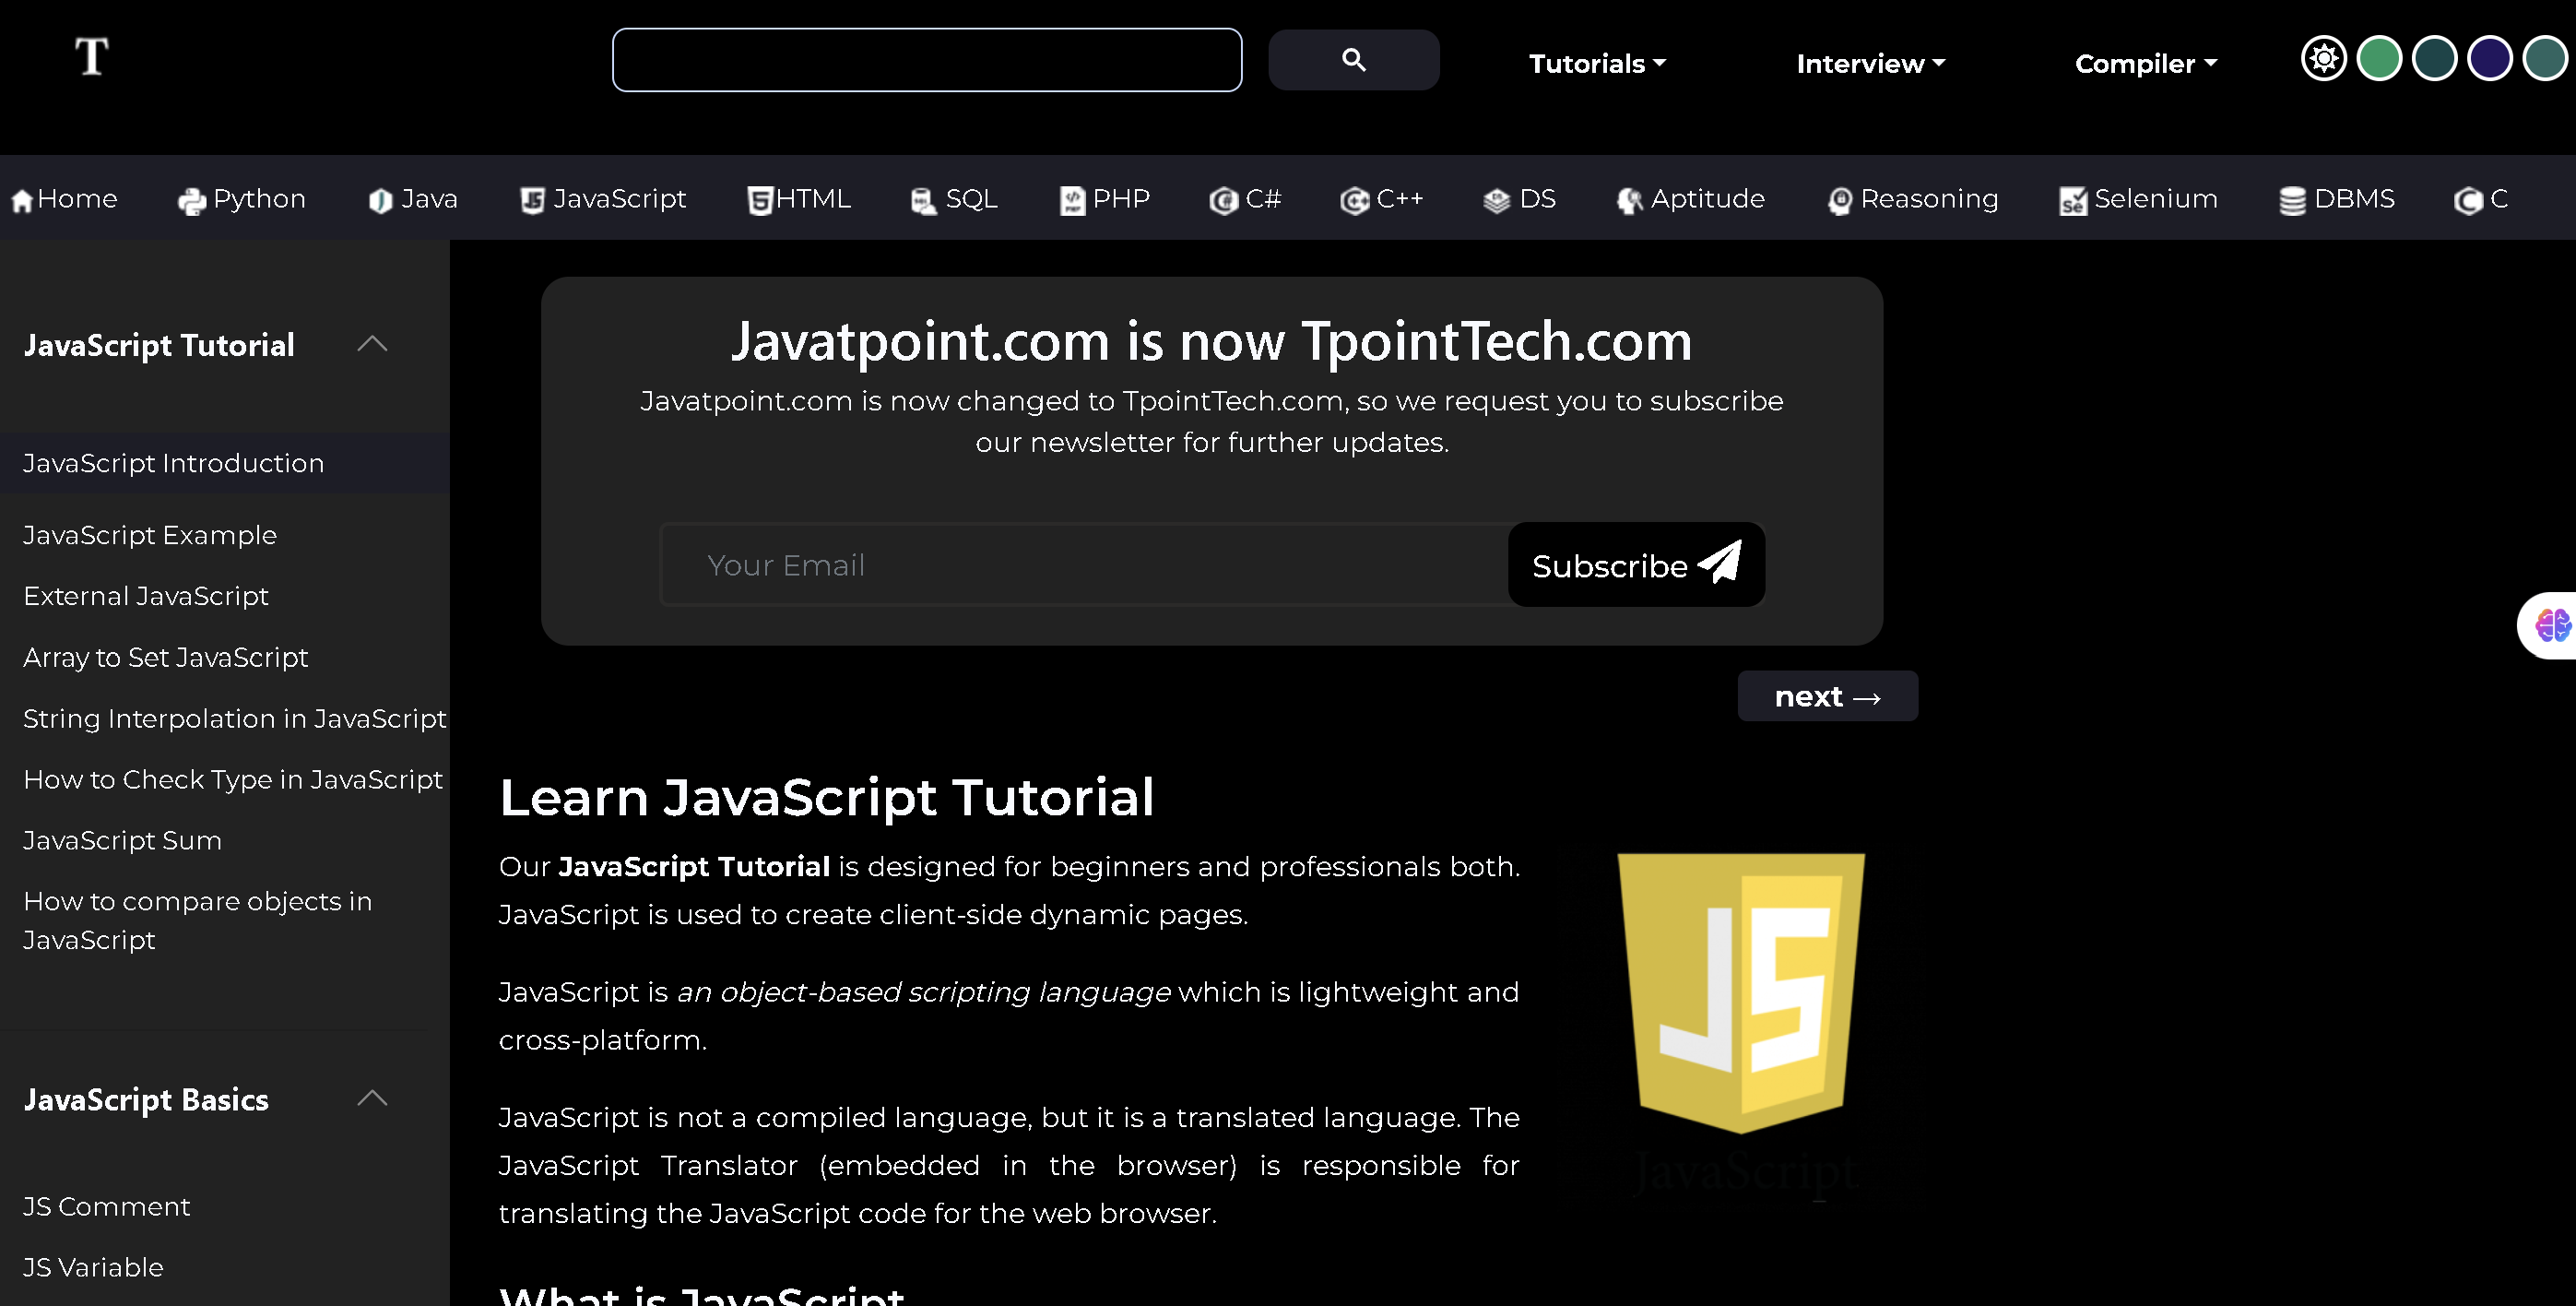 T
Tutorials
Interview
Compiler
Home
Python
Java
JavaScript
HTML
SQL
PHP
C#
C++
DS
Aptitude
Reasoning
Selenium
DBMS
C
JavaScript Tutorial
JavaScript Introduction
JavaScript Example
External JavaScript
Array to Set JavaScript
String Interpolation in JavaScript
How to Check Type in JavaScript
JavaScript Sum
How to compare objects in
JavaScript
JavaScript Basics
JS Comment
JS Variable
Javatpoint.com is now TpointTech.com
Javatpoint.com is now changed to TpointTech.com, so we request you to subscribe
our newsletter for further updates.
Your Email
Subscribe
next →
Learn JavaScript Tutorial
Our JavaScript Tutorial is designed for beginners and professionals both.
JavaScript is used to create client-side dynamic pages.
JavaScript is an object-based scripting language which is lightweight and
cross-platform.
JavaScript is not a compiled language, but it is a translated language. The
JavaScript Translator (embedded in the browser) is responsible for
translating the JavaScript code for the web browser.
JS
JavaScript
What is JavaScript